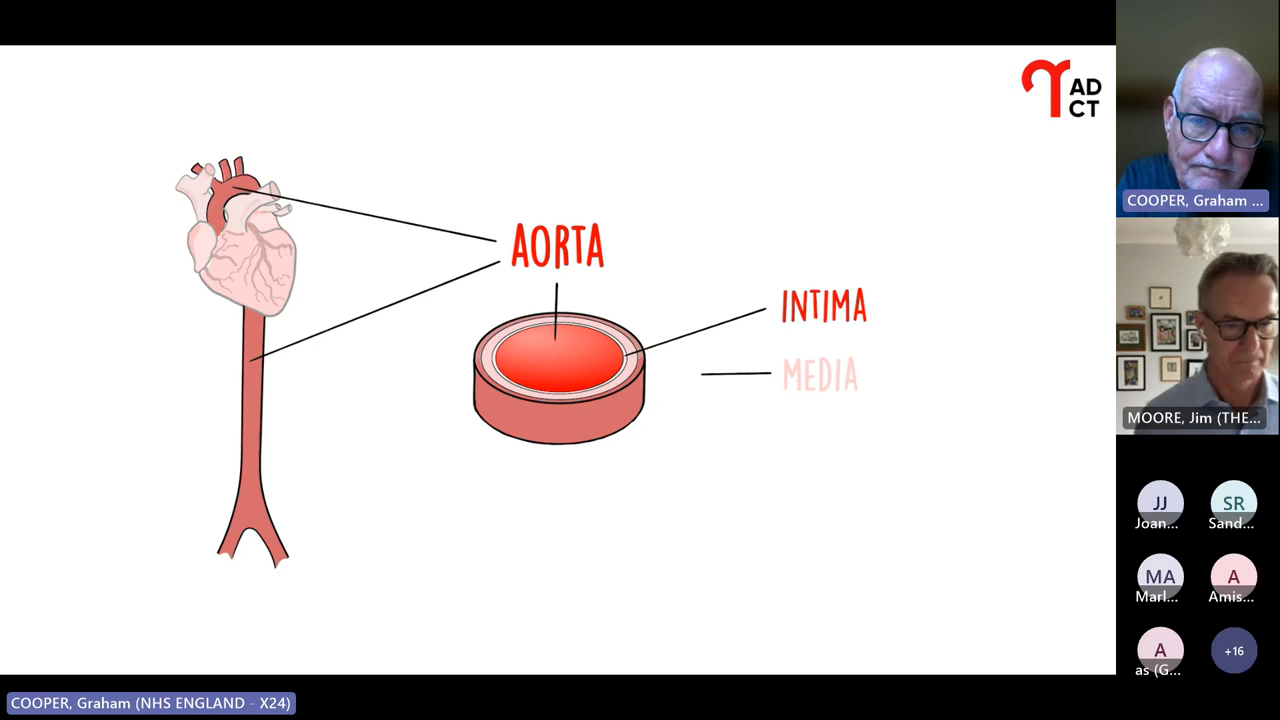 AD
CT
AORTA
INTIMA
MEDIA
COOPER, Graham ...
MOORE, Jim (THE...
JJ
Joan...
SR
Sand...
MA
Marl...
A
Amis...
A
as (G...
+16
COOPER, Graham (NHS ENGLAND - X24)